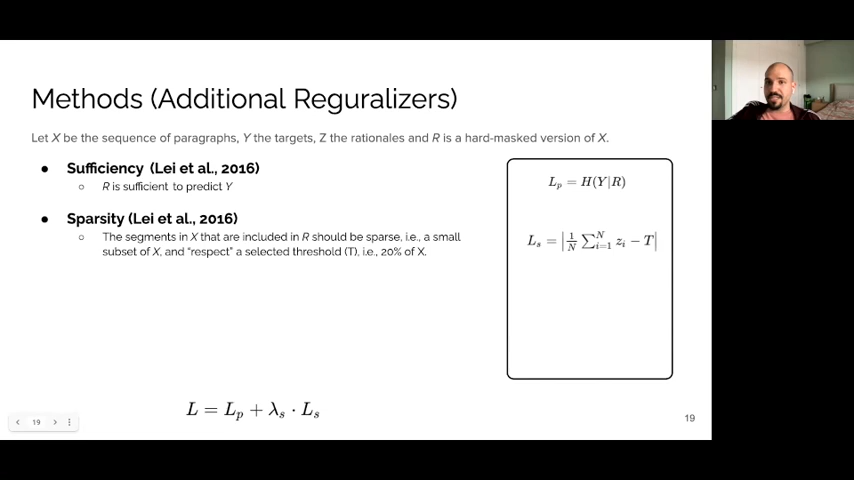 Methods (Additional Reguralizers)
Let X be the sequence of paragraphs, Y the targets, Z the rationales and R is a hard-masked version of X.
● Sufficiency (Lei et al., 2016)
○ R is sufficient to predict Y
● Sparsity (Lei et al., 2016)
○ The segments in X that are included in R should be sparse, i.e., a small
subset of X, and “respect” a selected threshold (T), i.e., 20% of X.
L_p = H(Y|R)
L_s = |1/N ∑_{i=1}^{N} z_i − T|
L = L_p + λ_s · L_s
19
19